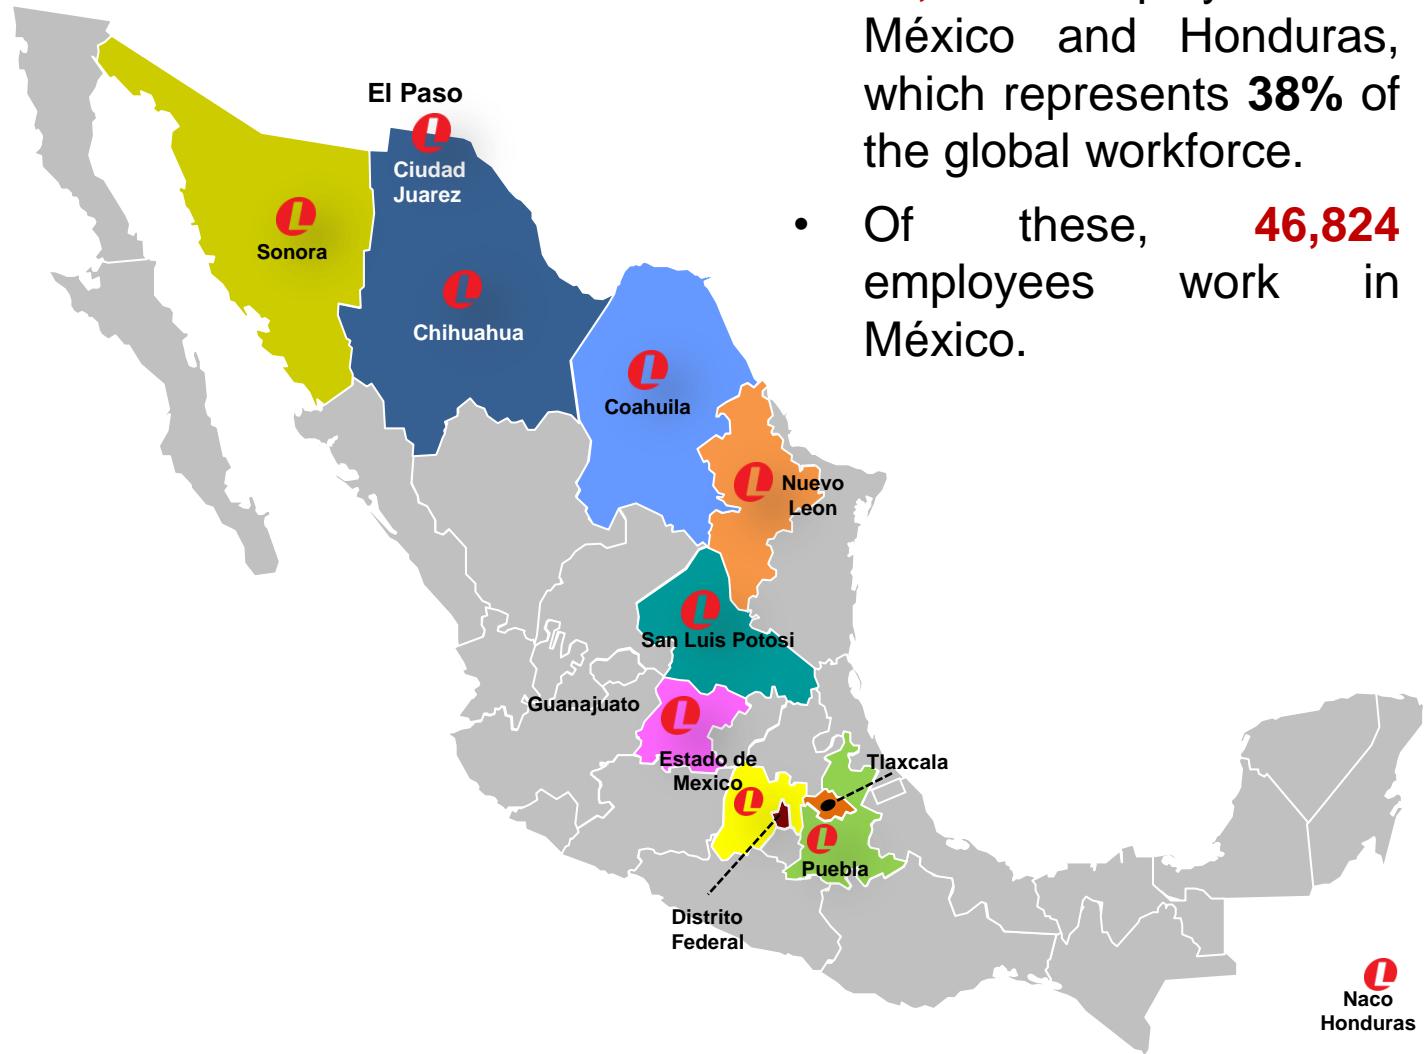 México and Honduras,
which represents 38% of
the global workforce.
• Of these, 46,824
employees work in
México.
El Paso
Ciudad
Juarez
Sonora
Chihuahua
Coahuila
Nuevo
Leon
San Luis Potosi
Guanajuato
Estado de
Mexico
Tlaxcala
Puebla
Distrito
Federal
Naco
Honduras